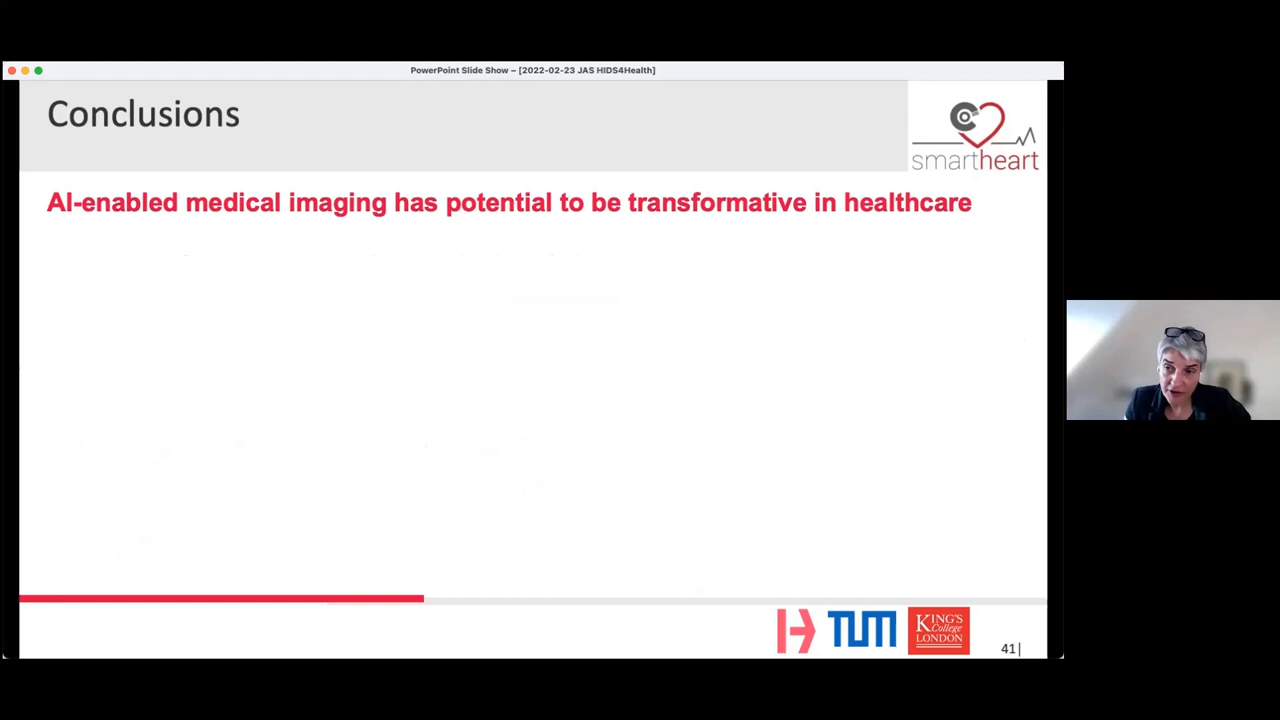 PowerPoint Slide Show – [2022-02-23 JAS HIDS4Health]
Conclusions
smartheart
AI-enabled medical imaging has potential to be transformative in healthcare
TUM
KING'S
College
LONDON
41|